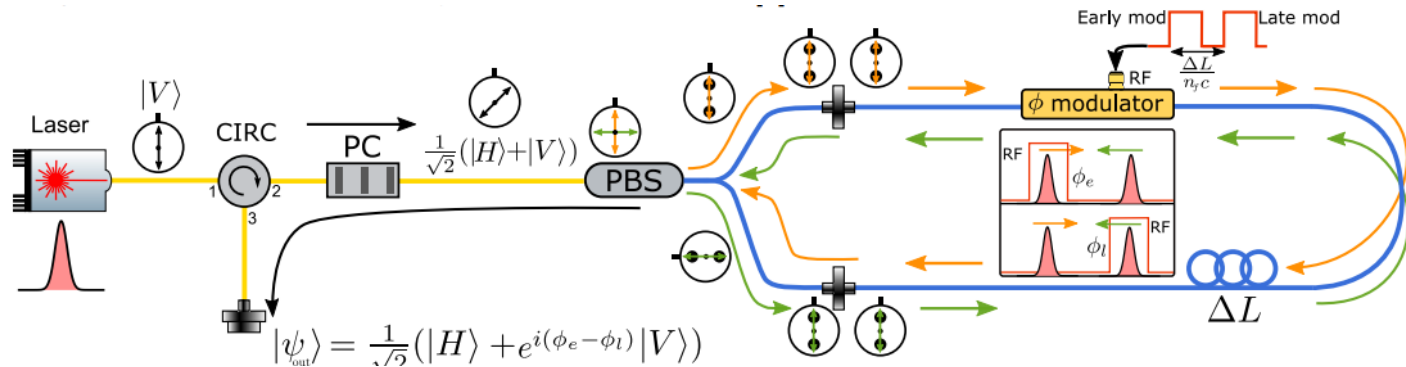 Early mod
Late mod
ΔL
n_f c
RF
ϕ modulator
|V⟩
Laser
CIRC
1
2
3
PC
1/√2(|H⟩+|V⟩)
PBS
RF
ϕ_e
ϕ_l
RF
ΔL
|ψ_out⟩ = 1/√2(|H⟩ + e^{i(ϕ_e−ϕ_l)}|V⟩)